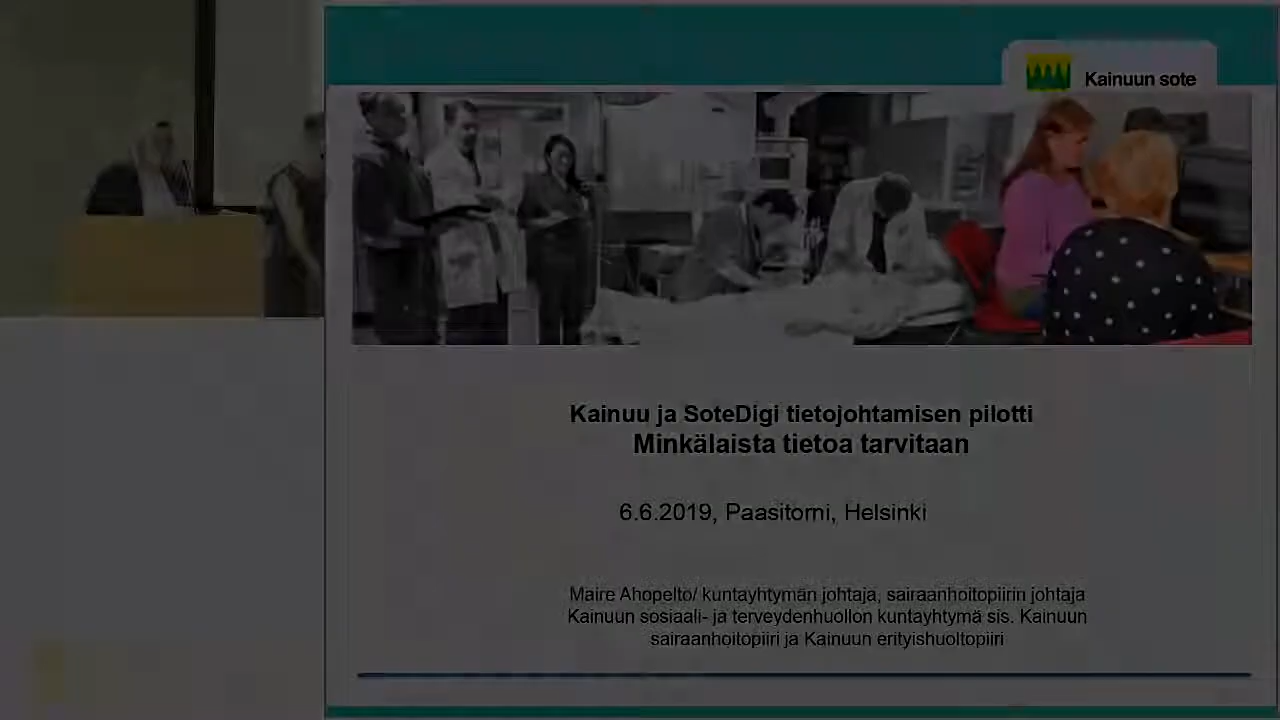 Kainuun sote
Kainuu ja SoteDigi tietojohtamisen pilotti
Minkälaista tietoa tarvitaan
6.6.2019, Paasitorni, Helsinki
Maire Ahopelto/ kuntayhtymän johtaja, sairaanhoitopiirin johtaja
Kainuun sosiaali- ja terveydenhuollon kuntayhtymä sis. Kainuun
sairaanhoitopiiri ja Kainuun erityishuoltopiiri